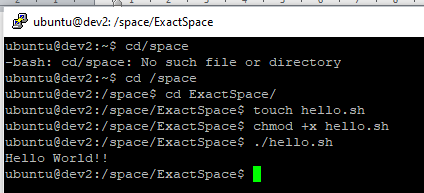 ubuntu@dev2: /space/ExactSpace
ubuntu@dev2:~$ cd/space
-bash: cd/space: No such file or directory
ubuntu@dev2:~$ cd /space
ubuntu@dev2:/space$ cd ExactSpace/
ubuntu@dev2:/space/ExactSpace$ touch hello.sh
ubuntu@dev2:/space/ExactSpace$ chmod +x hello.sh
ubuntu@dev2:/space/ExactSpace$ ./hello.sh
Hello World!!
ubuntu@dev2:/space/ExactSpace$